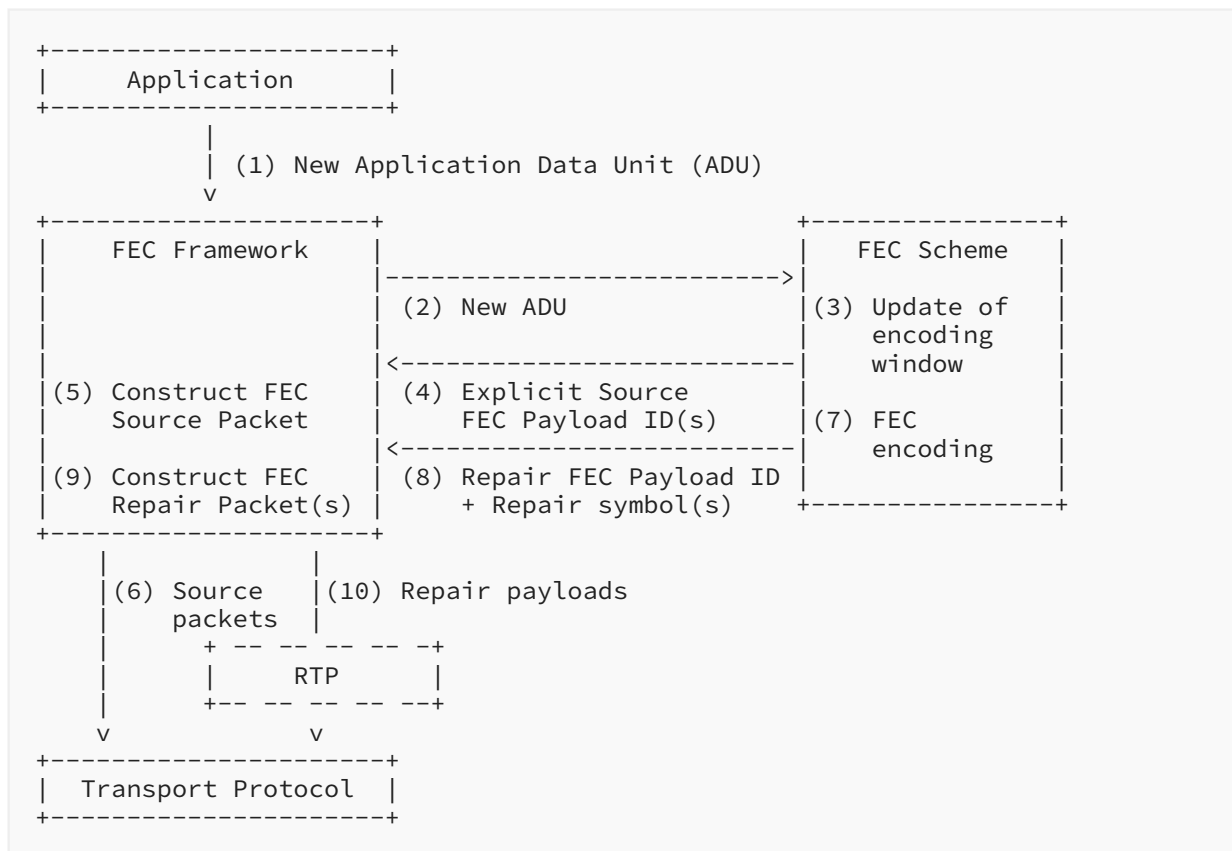 +----------------------+
|     Application      |
+----------------------+
           |
           | (1) New Application Data Unit (ADU)
           v
+---------------------+                           +----------------+
|    FEC Framework    |                           |   FEC Scheme   |
|                     |-------------------------->|                |
|                     | (2) New ADU               |(3) Update of   |
|                     |                           |    encoding    |
|                     |<--------------------------|    window      |
|(5) Construct FEC    | (4) Explicit Source       |                |
|    Source Packet    |     FEC Payload ID(s)     |(7) FEC         |
|                     |<--------------------------|    encoding    |
|(9) Construct FEC    | (8) Repair FEC Payload ID |                |
|    Repair Packet(s) |     + Repair symbol(s)    +----------------+
+---------------------+
    |             |
    |(6) Source   |(10) Repair payloads
    |    packets  |
    |      + -- -- -- -- -+
    |      |     RTP      |
    |      +-- -- -- -- --+
    v             v
+----------------------+
|  Transport Protocol  |
+----------------------+